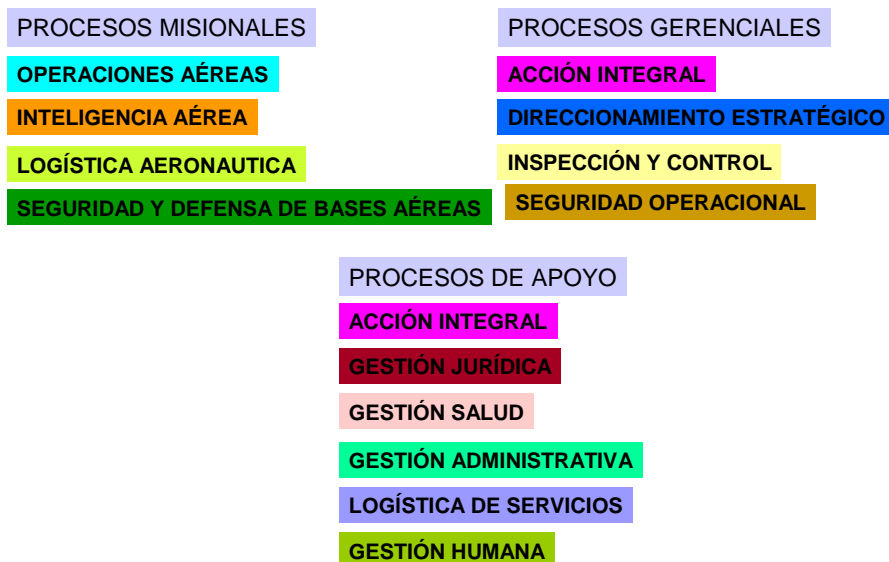 PROCESOS MISIONALES
OPERACIONES AÉREAS
INTELIGENCIA AÉREA
LOGÍSTICA AERONAUTICA
SEGURIDAD Y DEFENSA DE BASES AÉREAS
PROCESOS GERENCIALES
ACCIÓN INTEGRAL
DIRECCIONAMIENTO ESTRATÉGICO
INSPECCIÓN Y CONTROL
SEGURIDAD OPERACIONAL
PROCESOS DE APOYO
ACCIÓN INTEGRAL
GESTIÓN JURÍDICA
GESTIÓN SALUD
GESTIÓN ADMINISTRATIVA
LOGÍSTICA DE SERVICIOS
GESTIÓN HUMANA